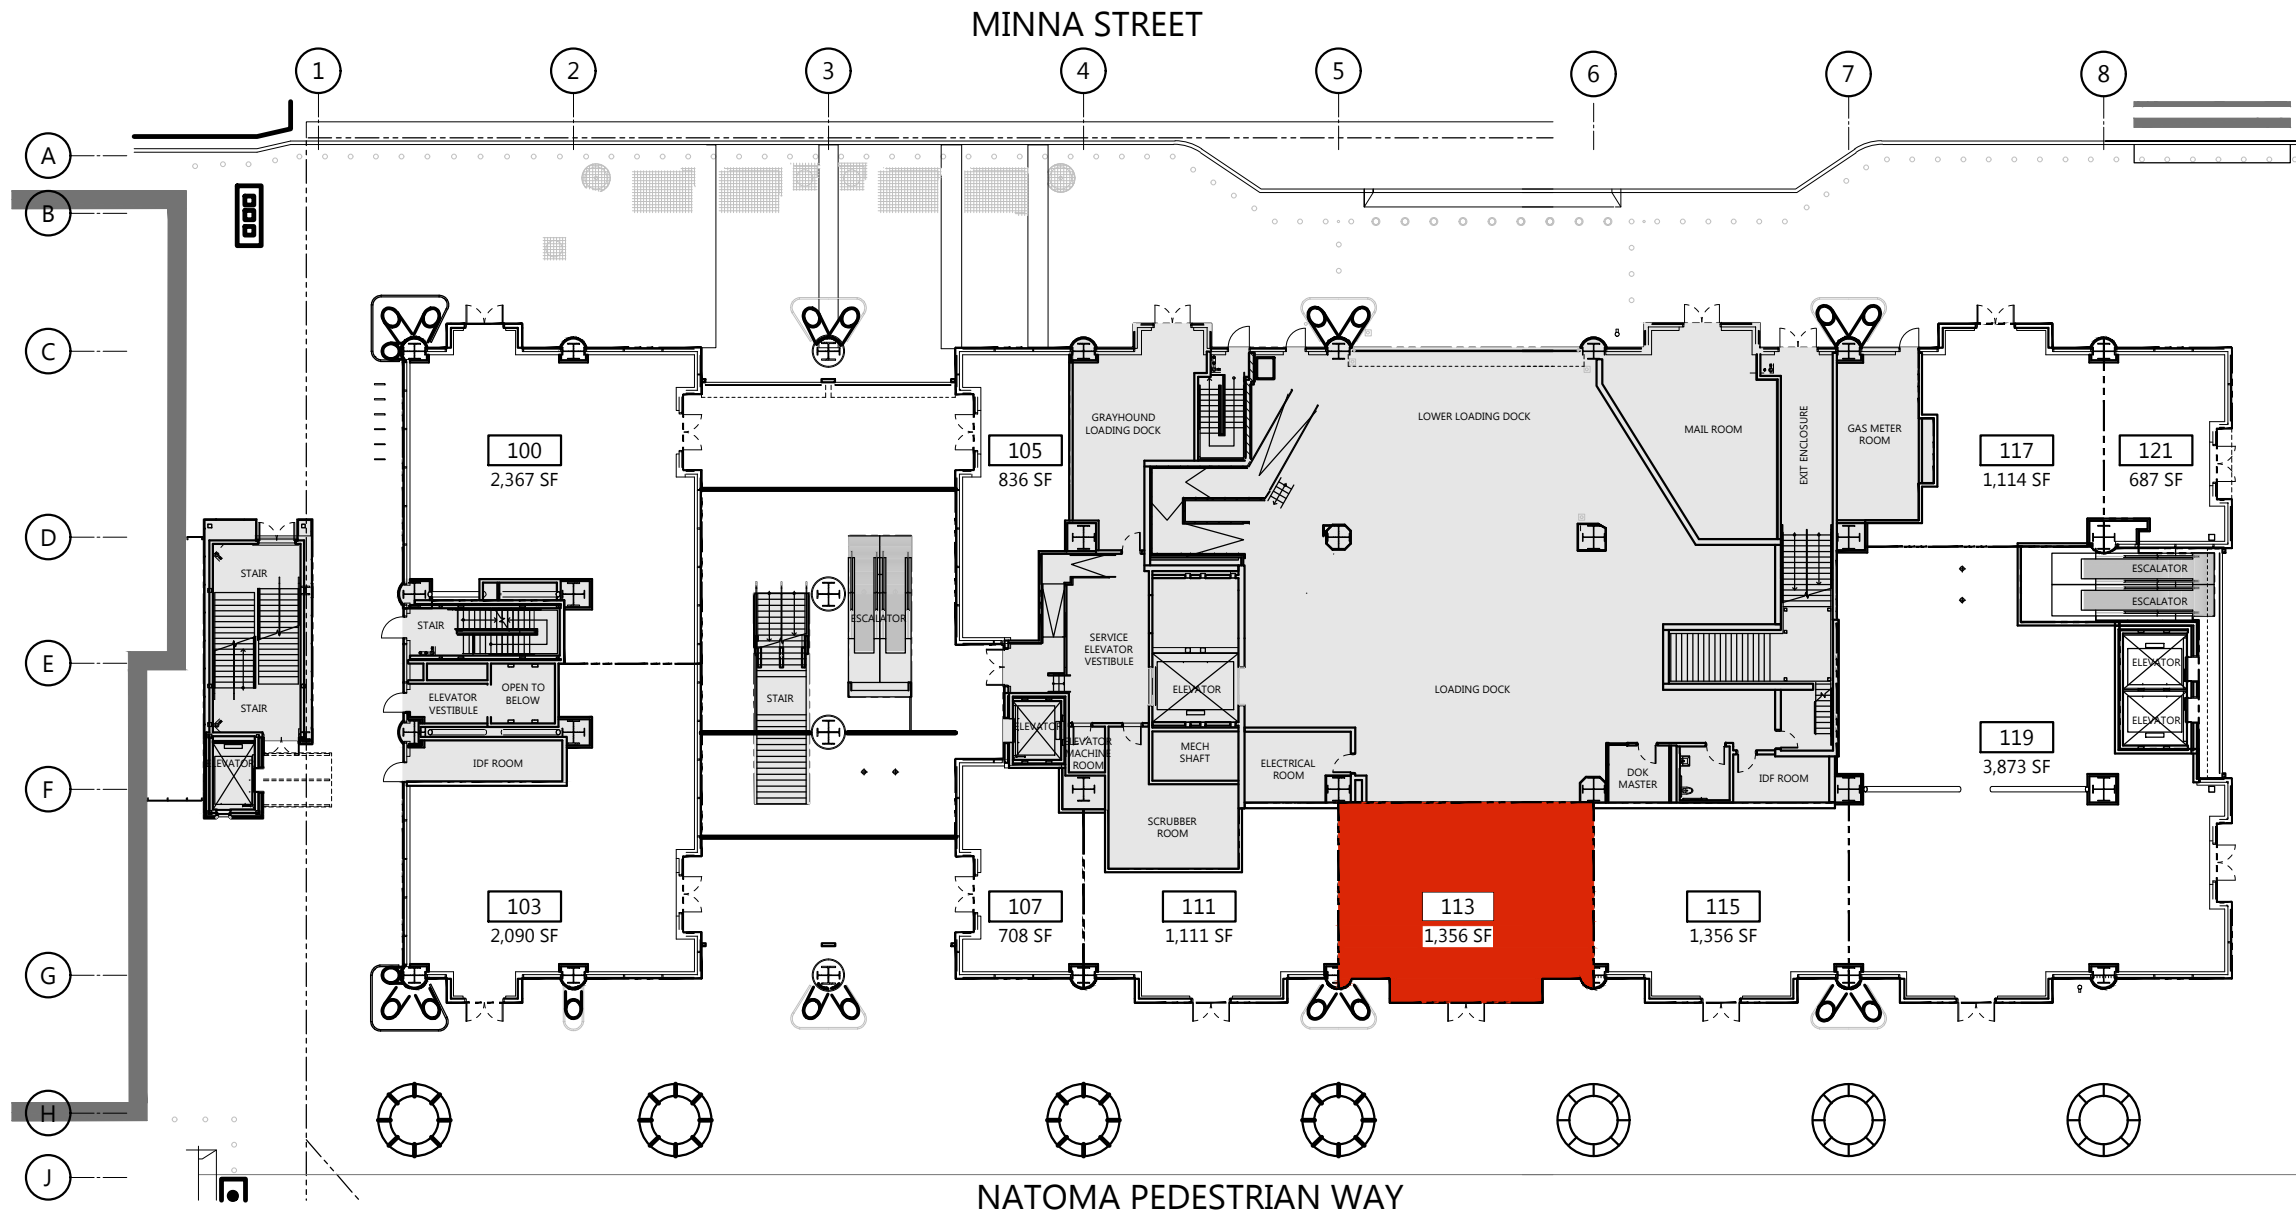 MINNA STREET
1
2
3
4
5
6
7
8
A
B
C
D
E
F
G
H
J
100
2,367 SF
105
836 SF
GRAYHOUND
LOADING DOCK
LOWER LOADING DOCK
MAIL ROOM
EXIT ENCLOSURE
GAS METER
ROOM
117
1,114 SF
121
687 SF
STAIR
STAIR
ELEVATOR
STAIR
ELEVATOR
VESTIBULE
OPEN TO
BELOW
IDF ROOM
STAIR
ESCALATOR
SERVICE
ELEVATOR
VESTIBULE
ELEVATOR
ELEVATOR
ELEVATOR
MACHINE
ROOM
MECH
SHAFT
ELECTRICAL
ROOM
SCRUBBER
ROOM
LOADING DOCK
DOK
MASTER
IDF ROOM
ESCALATOR
ESCALATOR
ELEVATOR
ELEVATOR
119
3,873 SF
103
2,090 SF
107
708 SF
111
1,111 SF
113
1,356 SF
115
1,356 SF
NATOMA PEDESTRIAN WAY